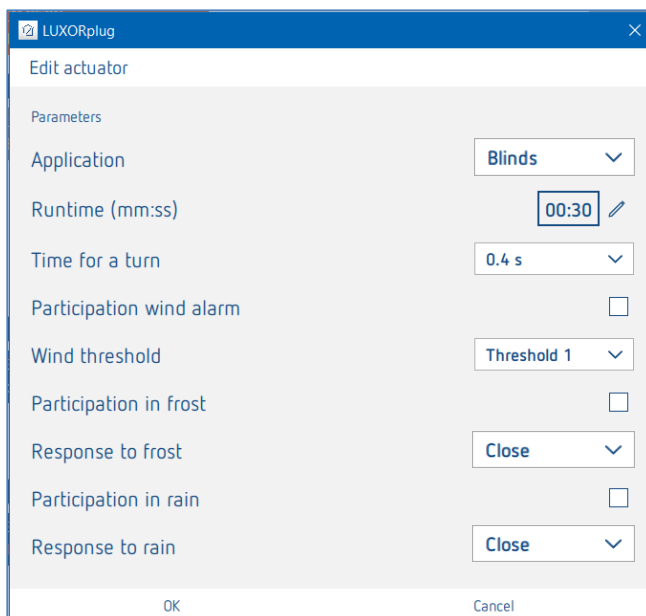 LUXORplug
Edit actuator
Parameters
Application Blinds
Runtime (mm:ss) 00:30
Time for a turn 0.4 s
Participation wind alarm
Wind threshold Threshold 1
Participation in frost
Response to frost Close
Participation in rain
Response to rain Close
OK Cancel